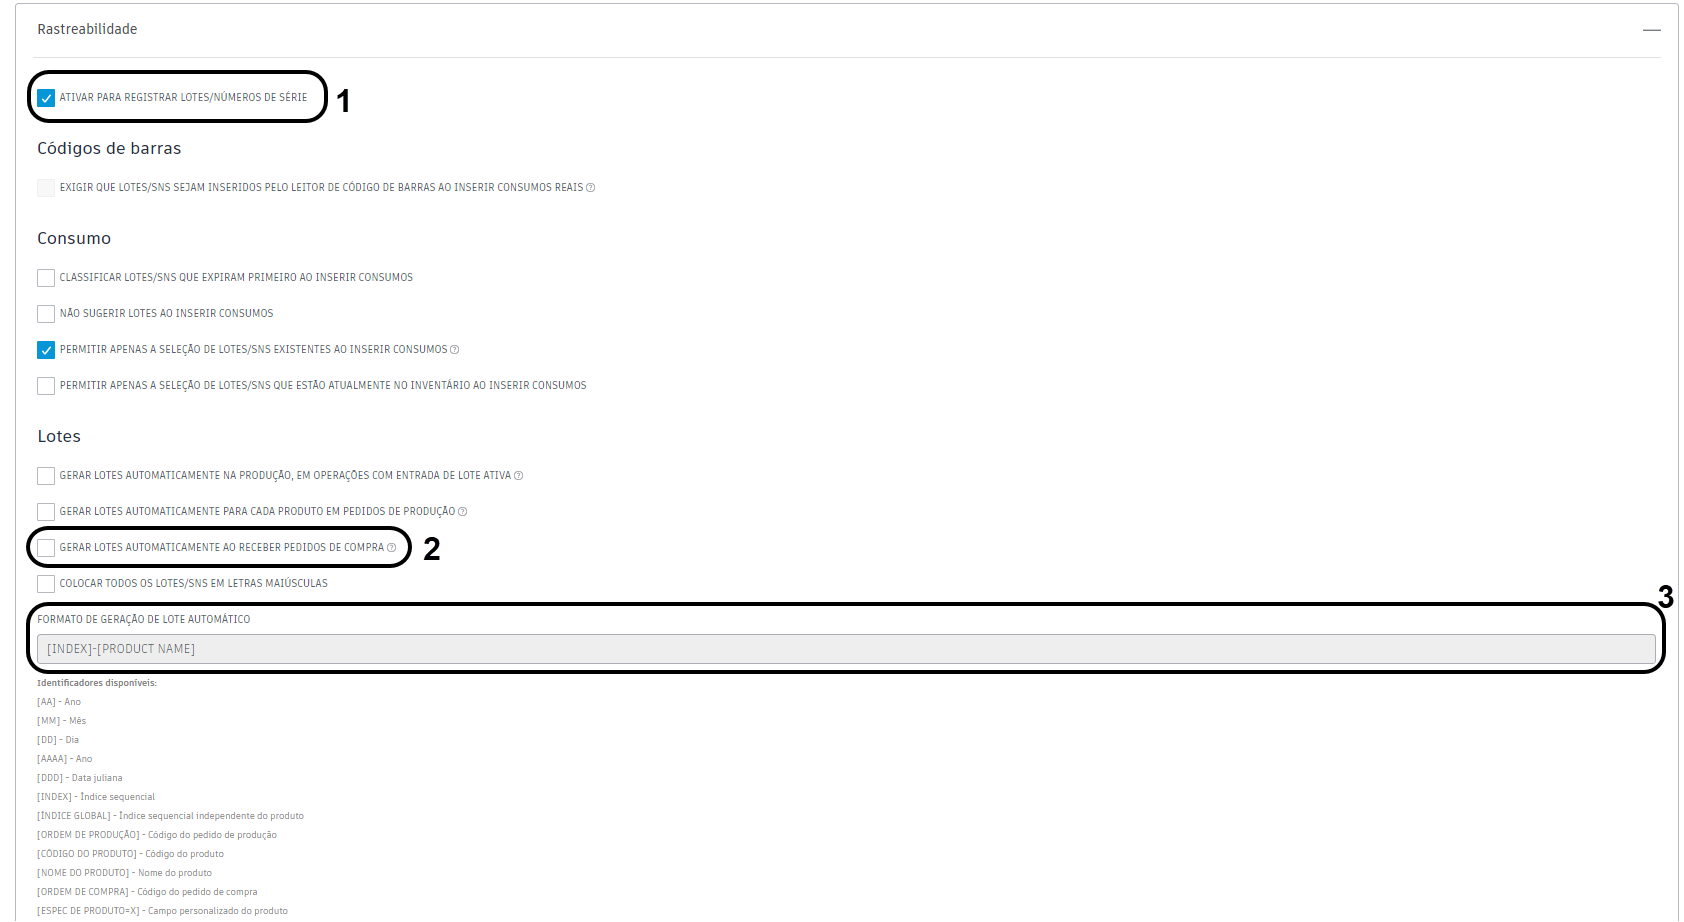 Rastreabilidade
ATIVAR PARA REGISTRAR LOTES/NÚMEROS DE SÉRIE
1
Códigos de barras
EXIGIR QUE LOTES/SNS SEJAM INSERIDOS PELO LEITOR DE CÓDIGO DE BARRAS AO INSERIR CONSUMOS REAIS
Consumo
CLASSIFICAR LOTES/SNS QUE EXPIRAM PRIMEIRO AO INSERIR CONSUMOS
NÃO SUGERIR LOTES AO INSERIR CONSUMOS
PERMITIR APENAS A SELEÇÃO DE LOTES/SNS EXISTENTES AO INSERIR CONSUMOS
PERMITIR APENAS A SELEÇÃO DE LOTES/SNS QUE ESTÃO ATUALMENTE NO INVENTÁRIO AO INSERIR CONSUMOS
Lotes
GERAR LOTES AUTOMATICAMENTE NA PRODUÇÃO, EM OPERAÇÕES COM ENTRADA DE LOTE ATIVA
GERAR LOTES AUTOMATICAMENTE PARA CADA PRODUTO EM PEDIDOS DE PRODUÇÃO
GERAR LOTES AUTOMATICAMENTE AO RECEBER PEDIDOS DE COMPRA
2
COLOCAR TODOS OS LOTES/SNS EM LETRAS MAIÚSCULAS
3
FORMATO DE GERAÇÃO DE LOTE AUTOMÁTICO
[INDEX]-[PRODUCT NAME]
Identificadores disponíveis:
[AA] - Ano
[MM] - Mês
[DD] - Dia
[AAAA] - Ano
[DDD] - Data juliana
[INDEX] - Índice sequencial
[ÍNDICE GLOBAL] - Índice sequencial independente do produto
[ORDEM DE PRODUÇÃO] - Código do pedido de produção
[CÓDIGO DO PRODUTO] - Código do produto
[NOME DO PRODUTO] - Nome do produto
[ORDEM DE COMPRA] - Código do pedido de compra
[ESPEC DE PRODUTO=X] - Campo personalizado do produto